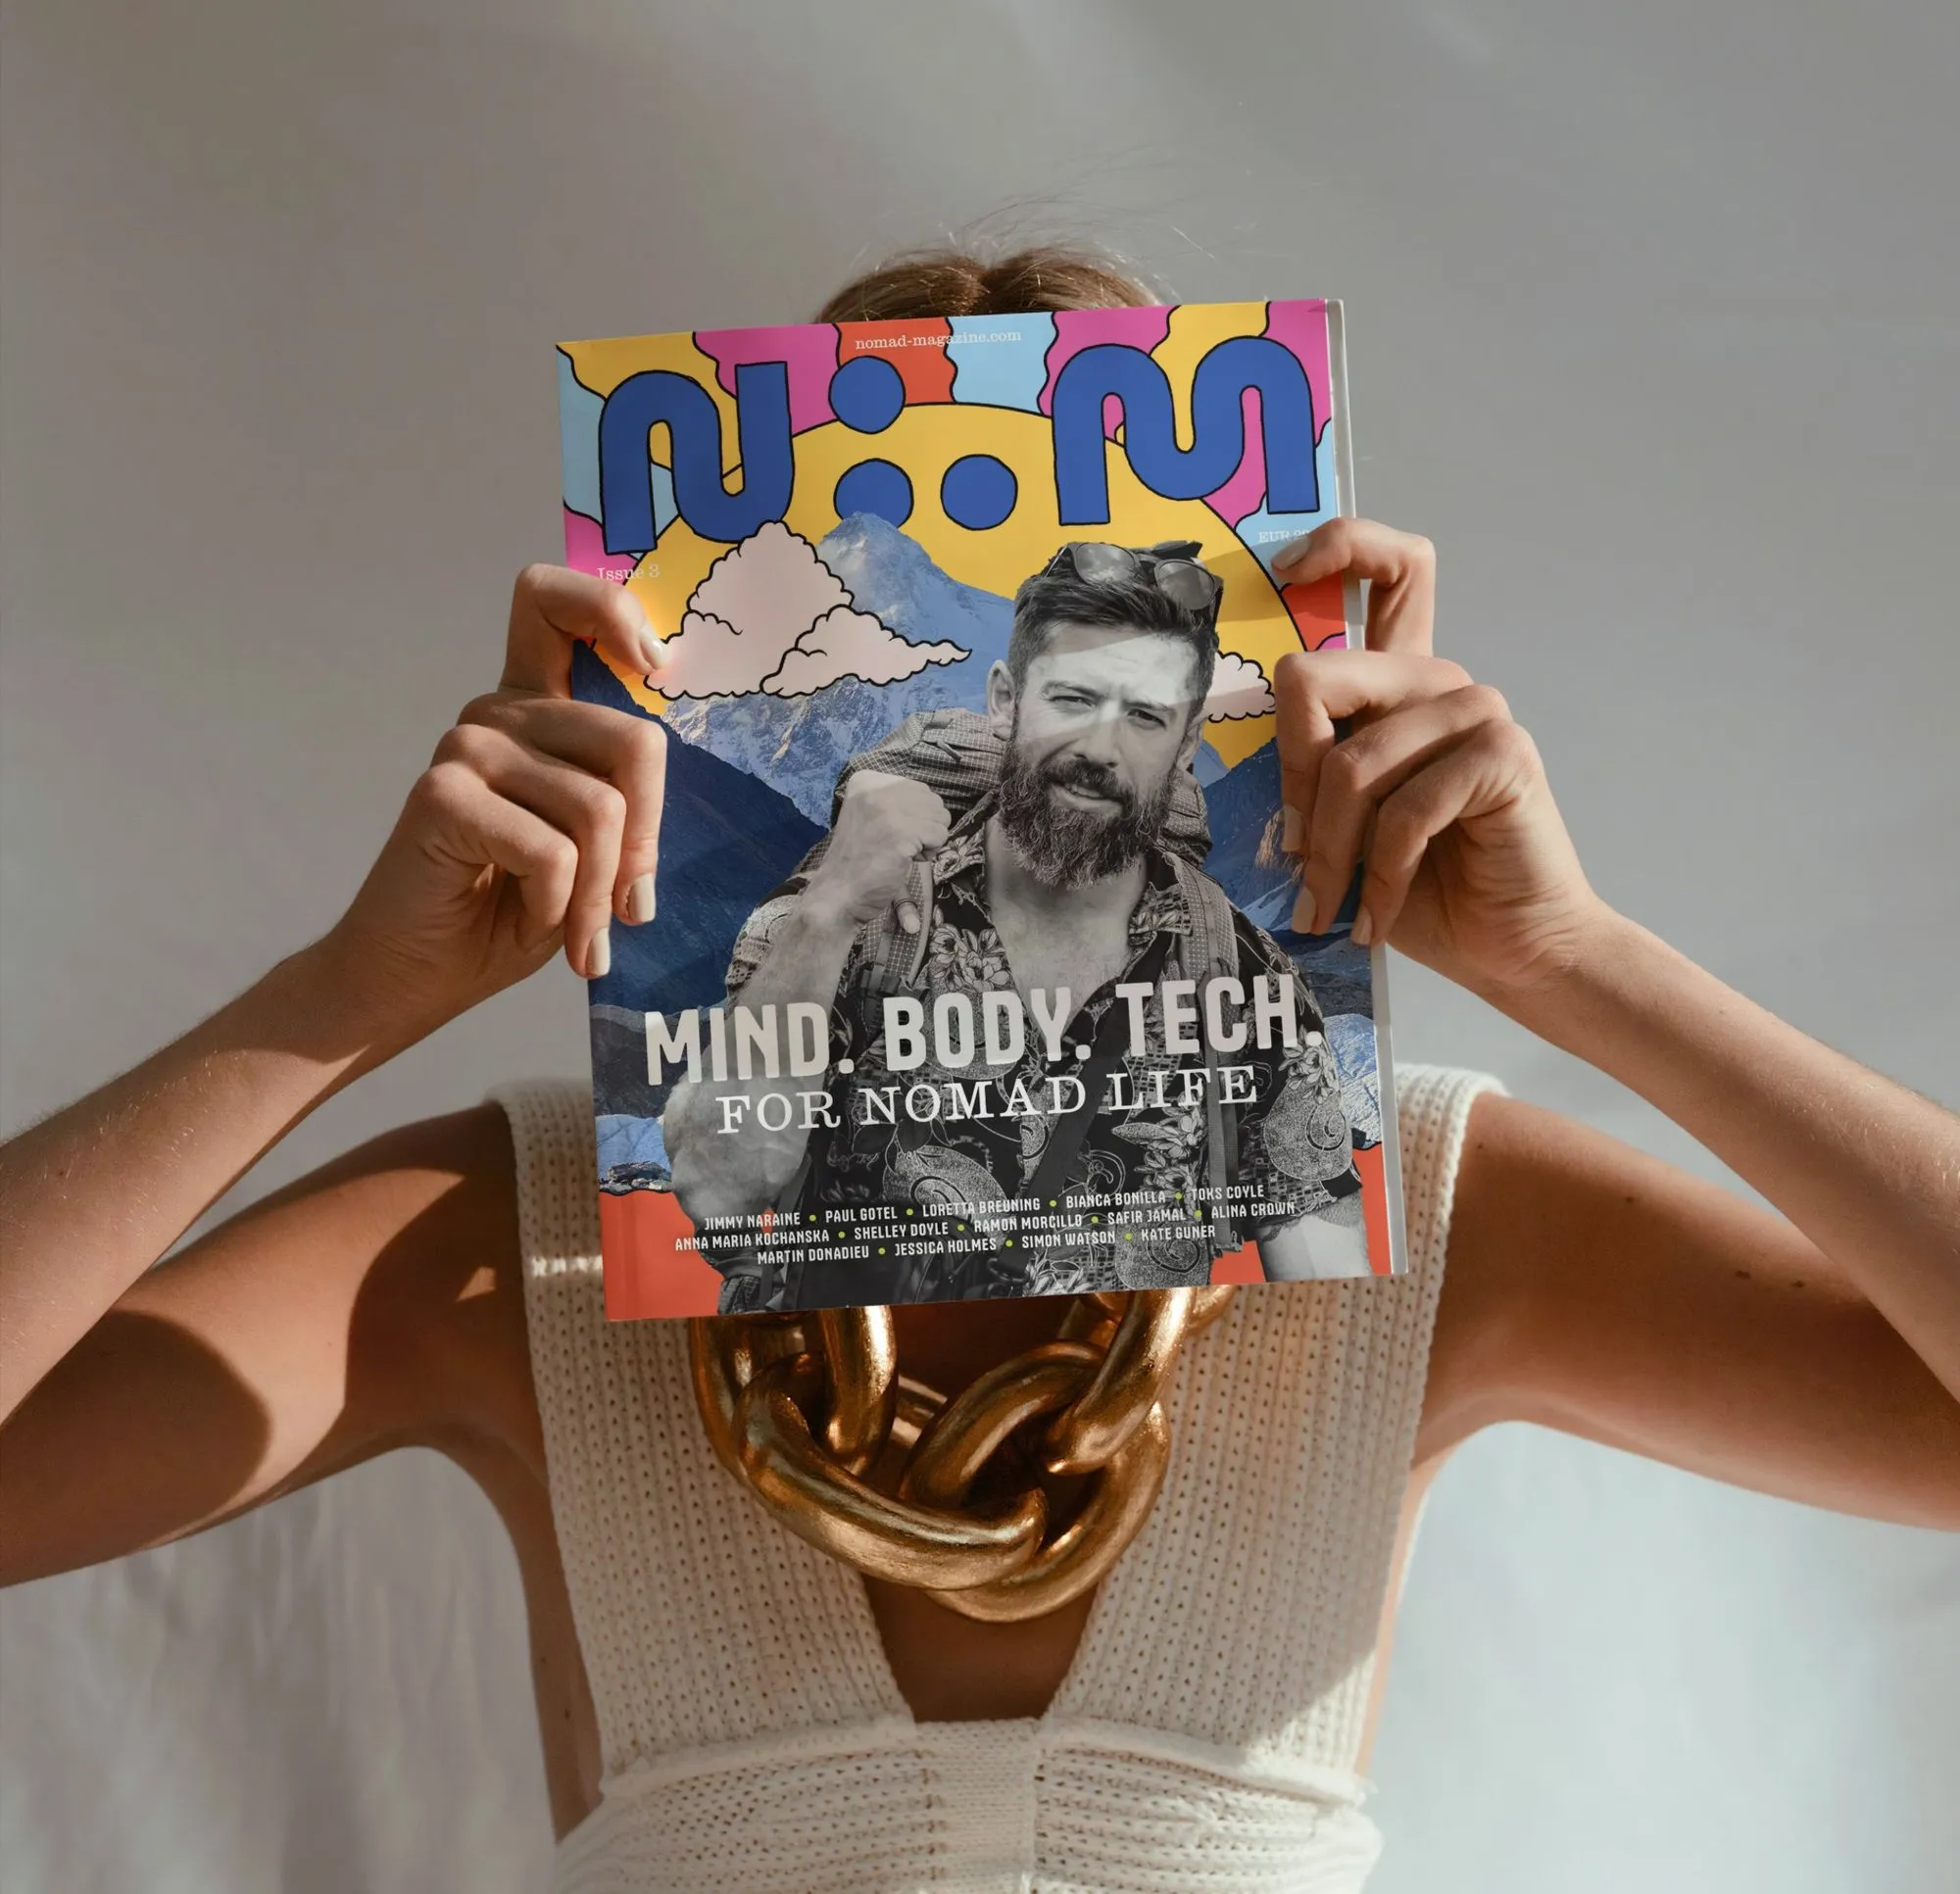 nomad-magazine.com
N M
EUR
Issue 3
MIND. BODY. TECH.
FOR NOMAD LIFE
JIMMY NARAINE • PAUL GOTEL • LORETTA BREUNING • BIANCA BONILLA • TOKS COYLE
ANNA MARIA KOCHANSKA • SHELLEY DOYLE • RAMON MORCILLO • SAFIR JAMAL • ALINA CROWN
MARTIN DONADIEU • JESSICA HOLMES • SIMON WATSON • KATE GUNER